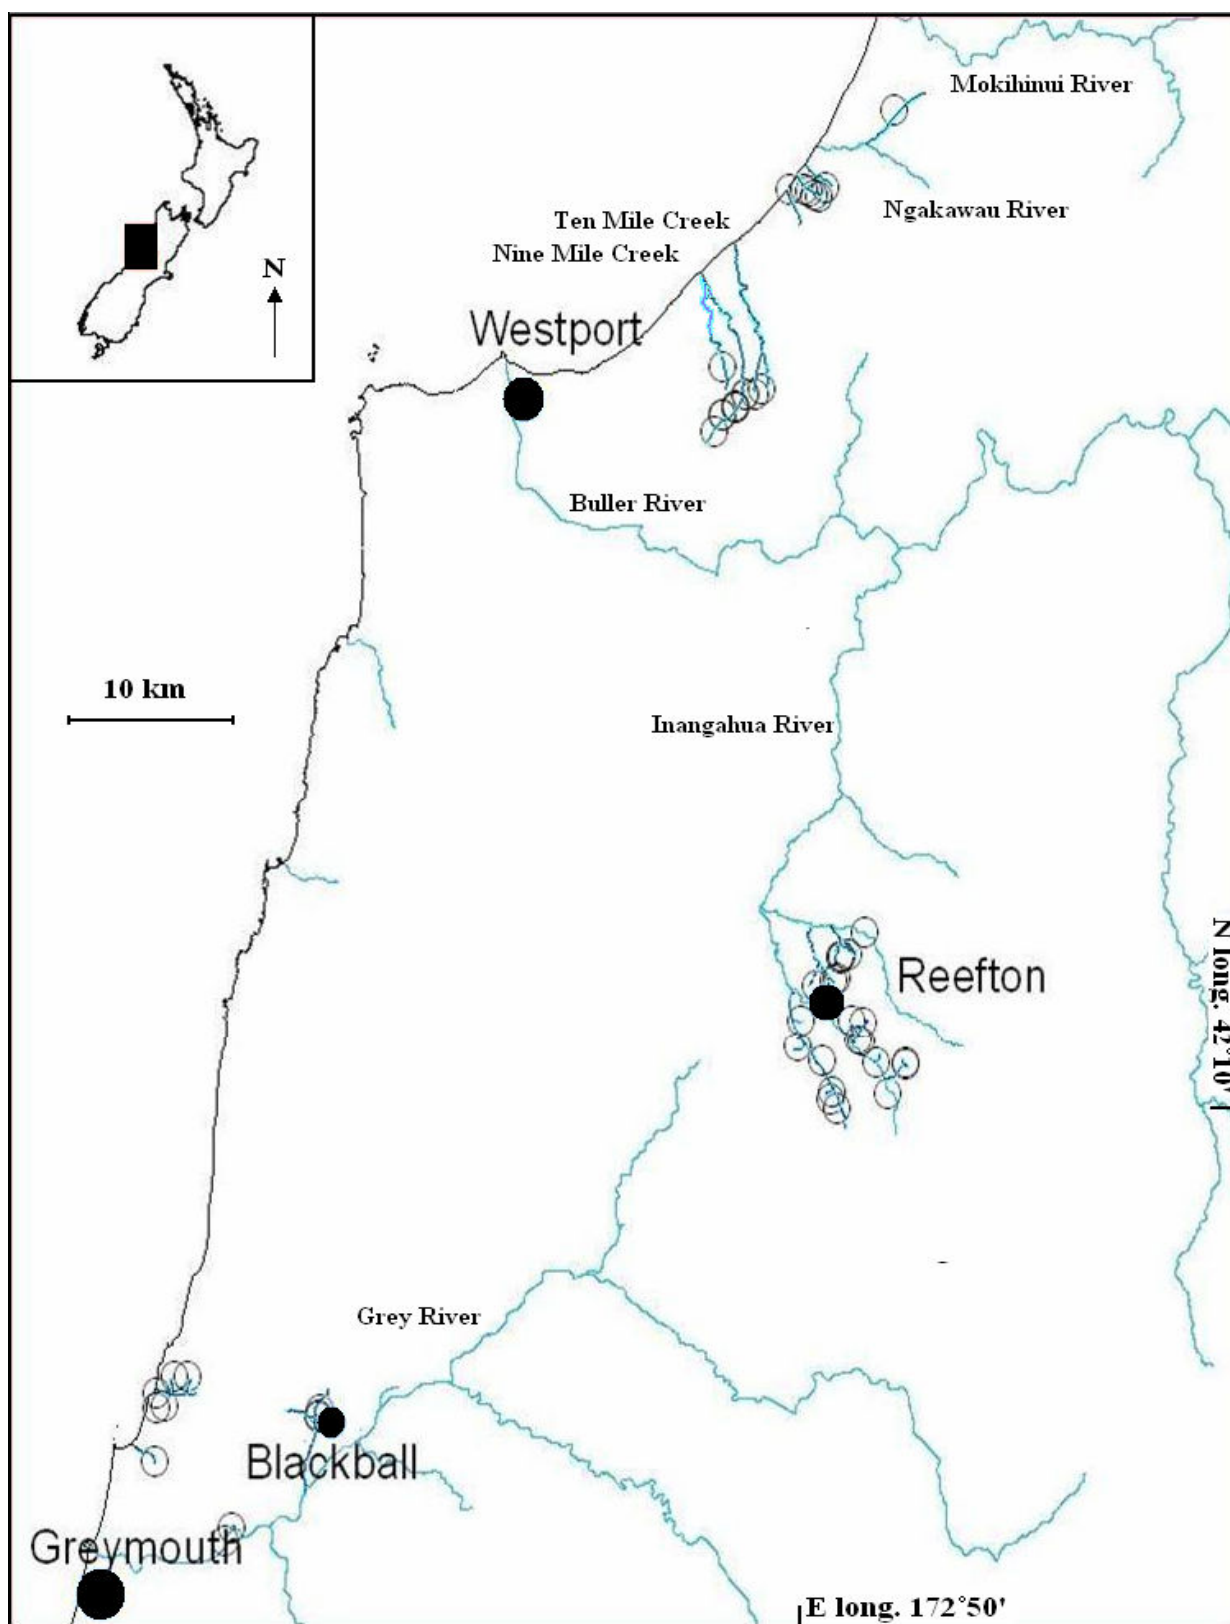 Mokihinui River
N
Ngakawau River
Ten Mile Creek
Nine Mile Creek
Westport
Buller River
10 km
Inangahua River
Reefton
N long. 42°10'
Grey River
Blackball
Greymouth
E long. 172°50'